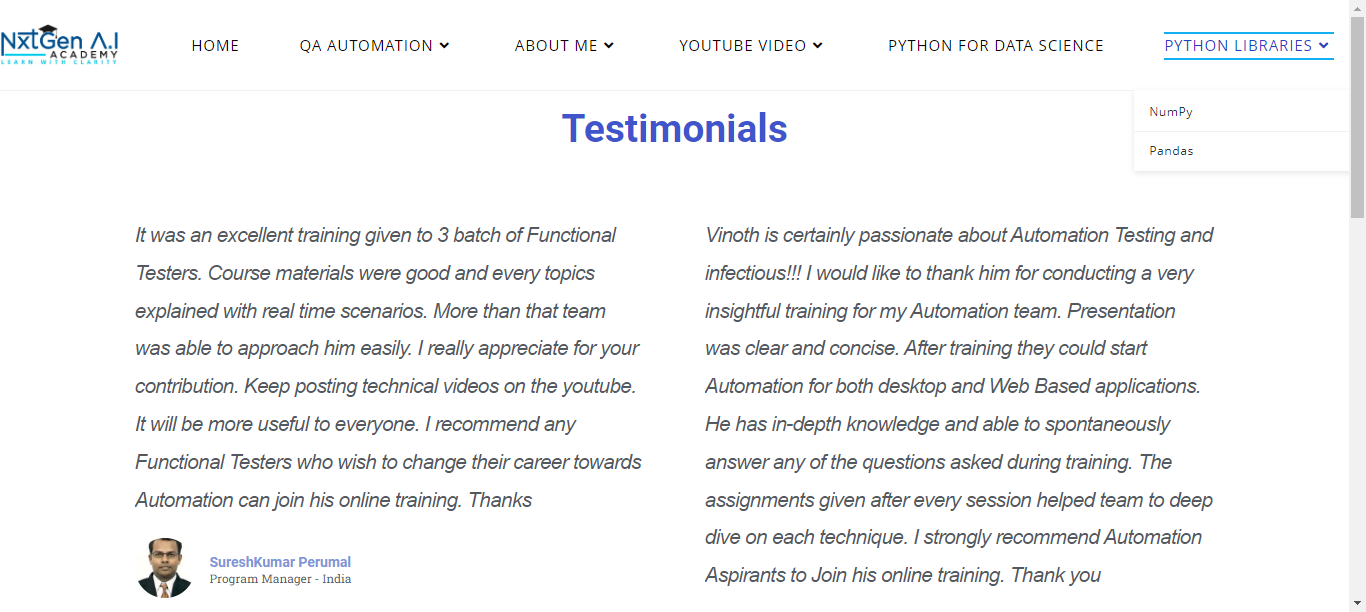 NxtGen A.I
ACADEMY
LEARN WITH CLARITY
HOME
QA AUTOMATION
ABOUT ME
YOUTUBE VIDEO
PYTHON FOR DATA SCIENCE
PYTHON LIBRARIES
NumPy
Pandas
Testimonials
It was an excellent training given to 3 batch of Functional
Testers. Course materials were good and every topics
explained with real time scenarios. More than that team
was able to approach him easily. I really appreciate for your
contribution. Keep posting technical videos on the youtube.
It will be more useful to everyone. I recommend any
Functional Testers who wish to change their career towards
Automation can join his online training. Thanks
SureshKumar Perumal
Program Manager - India
Vinoth is certainly passionate about Automation Testing and
infectious!!! I would like to thank him for conducting a very
insightful training for my Automation team. Presentation
was clear and concise. After training they could start
Automation for both desktop and Web Based applications.
He has in-depth knowledge and able to spontaneously
answer any of the questions asked during training. The
assignments given after every session helped team to deep
dive on each technique. I strongly recommend Automation
Aspirants to Join his online training. Thank you